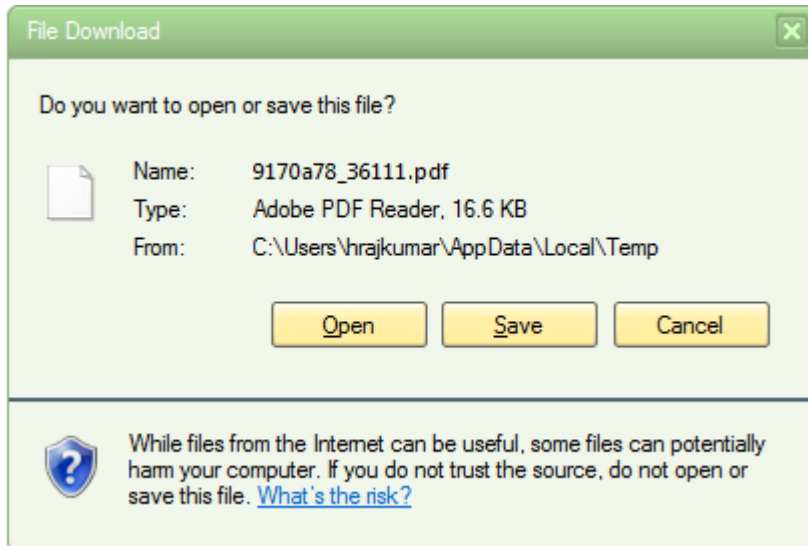 File Download
Do you want to open or save this file?
Name: 9170a78_36111.pdf
Type: Adobe PDF Reader, 16.6 KB
From: C:\Users\hrajkumar\AppData\Local\Temp
Open Save Cancel
While files from the Internet can be useful, some files can potentially
harm your computer. If you do not trust the source, do not open or
save this file. What's the risk?